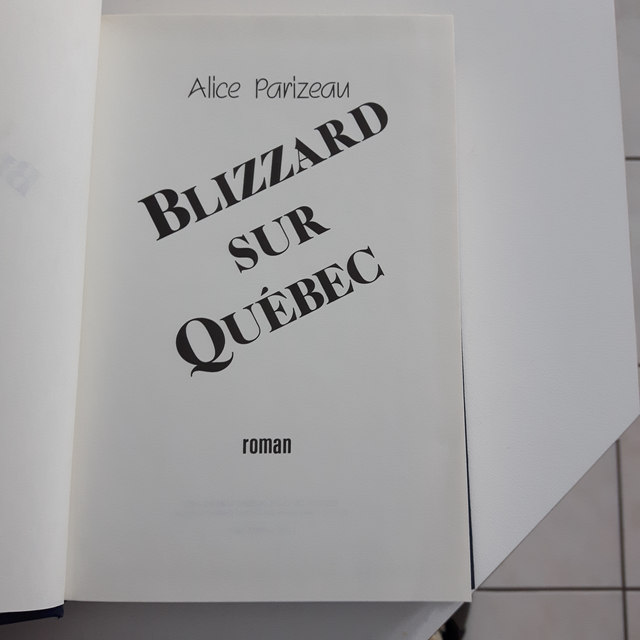 Alice Parizeau
BLIZZARD
SUR
QUÉBEC
roman